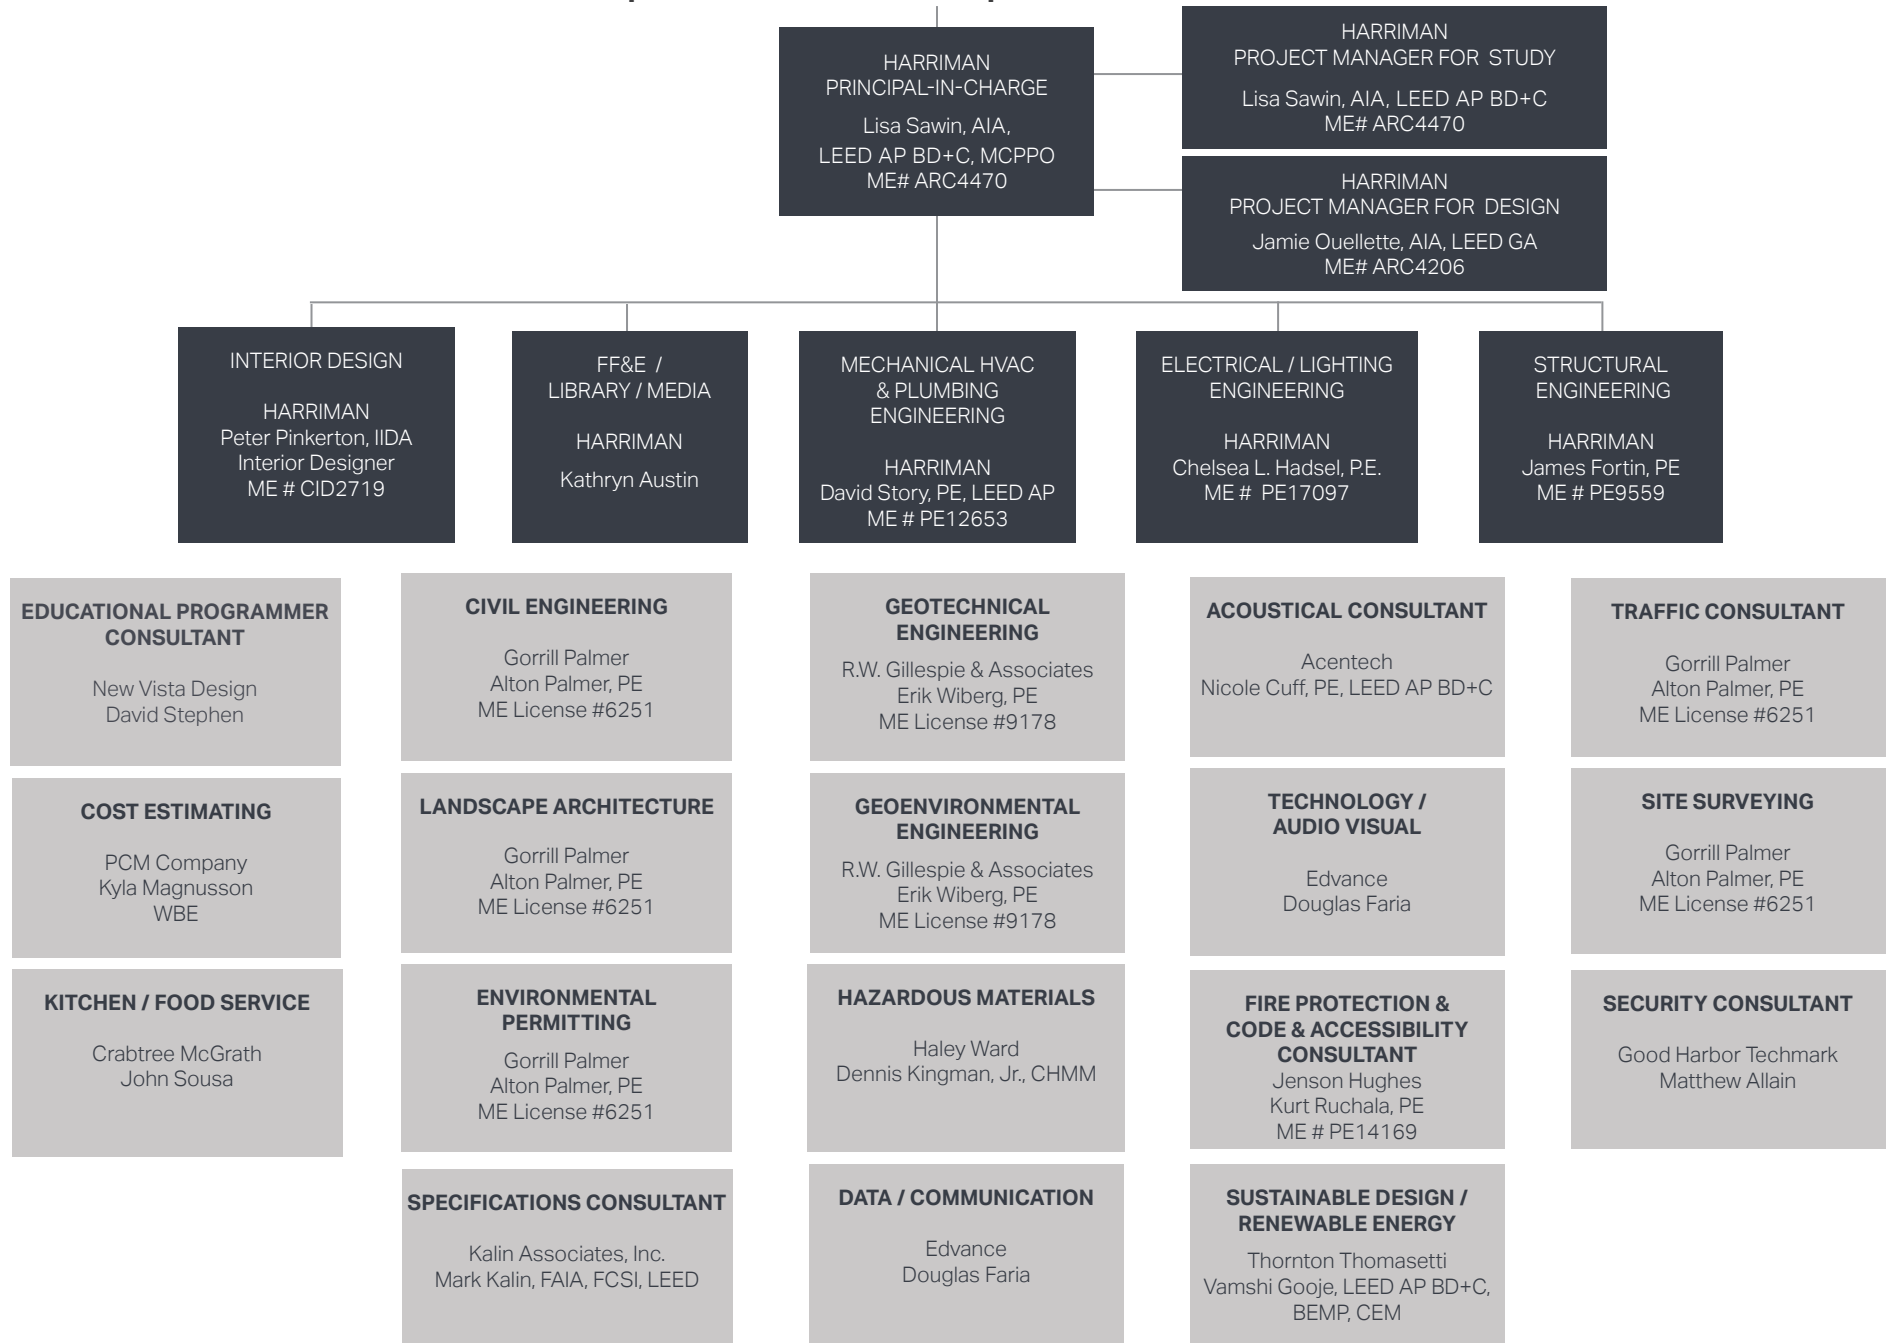 HARRIMAN
PRINCIPAL-IN-CHARGE
Lisa Sawin, AIA,
LEED AP BD+C, MCPPO
ME# ARC4470
HARRIMAN
PROJECT MANAGER FOR STUDY
Lisa Sawin, AIA, LEED AP BD+C
ME# ARC4470
HARRIMAN
PROJECT MANAGER FOR DESIGN
Jamie Ouellette, AIA, LEED GA
ME# ARC4206
INTERIOR DESIGN
HARRIMAN
Peter Pinkerton, IIDA
Interior Designer
ME # CID2719
FF&E /
LIBRARY / MEDIA
HARRIMAN
Kathryn Austin
MECHANICAL HVAC
& PLUMBING
ENGINEERING
HARRIMAN
David Story, PE, LEED AP
ME # PE12653
ELECTRICAL / LIGHTING
ENGINEERING
HARRIMAN
Chelsea L. Hadsel, P.E.
ME # PE17097
STRUCTURAL
ENGINEERING
HARRIMAN
James Fortin, PE
ME # PE9559
EDUCATIONAL PROGRAMMER
CONSULTANT
New Vista Design
David Stephen
CIVIL ENGINEERING
Gorrill Palmer
Alton Palmer, PE
ME License #6251
GEOTECHNICAL
ENGINEERING
R.W. Gillespie & Associates
Erik Wiberg, PE
ME License #9178
ACOUSTICAL CONSULTANT
Acentech
Nicole Cuff, PE, LEED AP BD+C
TRAFFIC CONSULTANT
Gorrill Palmer
Alton Palmer, PE
ME License #6251
COST ESTIMATING
PCM Company
Kyla Magnusson
WBE
LANDSCAPE ARCHITECTURE
Gorrill Palmer
Alton Palmer, PE
ME License #6251
GEOENVIRONMENTAL
ENGINEERING
R.W. Gillespie & Associates
Erik Wiberg, PE
ME License #9178
TECHNOLOGY /
AUDIO VISUAL
Edvance
Douglas Faria
SITE SURVEYING
Gorrill Palmer
Alton Palmer, PE
ME License #6251
KITCHEN / FOOD SERVICE
Crabtree McGrath
John Sousa
ENVIRONMENTAL
PERMITTING
Gorrill Palmer
Alton Palmer, PE
ME License #6251
HAZARDOUS MATERIALS
Haley Ward
Dennis Kingman, Jr., CHMM
FIRE PROTECTION &
CODE & ACCESSIBILITY
CONSULTANT
Jenson Hughes
Kurt Ruchala, PE
ME # PE14169
SECURITY CONSULTANT
Good Harbor Techmark
Matthew Allain
SPECIFICATIONS CONSULTANT
Kalin Associates, Inc.
Mark Kalin, FAIA, FCSI, LEED
DATA / COMMUNICATION
Edvance
Douglas Faria
SUSTAINABLE DESIGN /
RENEWABLE ENERGY
Thornton Thomasetti
Vamshi Gooje, LEED AP BD+C,
BEMP, CEM